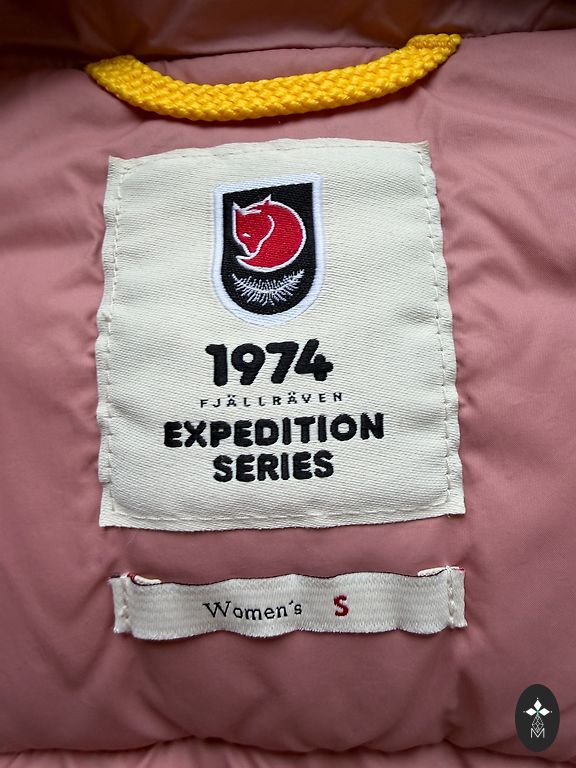 1974
FJÄLLRÄVEN
EXPEDITION
SERIES
Women's S
M